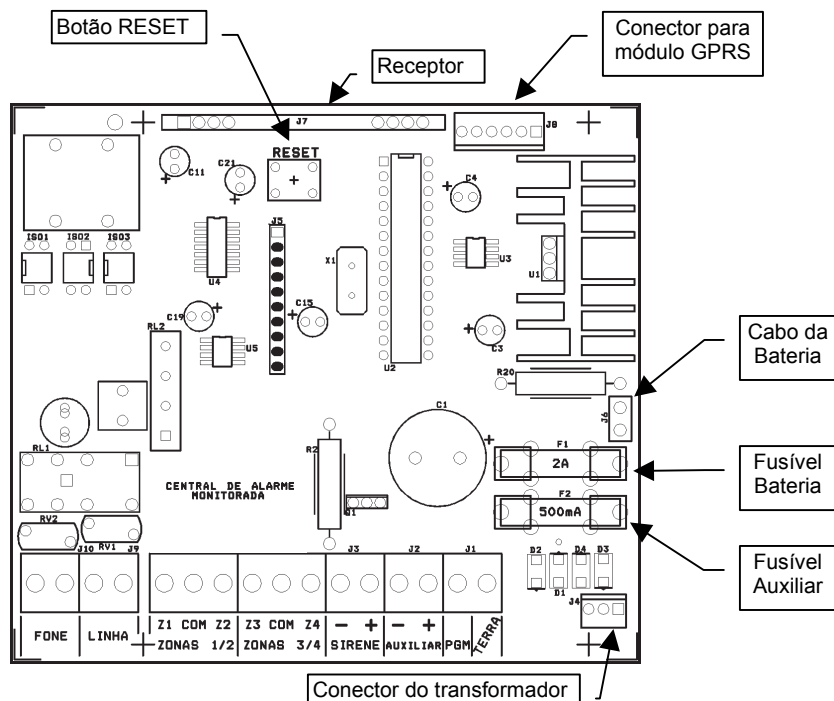 Botão RESET
Receptor
Conector para
módulo GPRS
J7
J8
RESET
C11
C21
C4
ISO1
ISO2
ISO3
J5
U4
X1
U3
U1
C19
C15
RL2
U5
C3
U2
Cabo da
Bateria
R20
J6
C1
RL1
R2
F1
2A
Fusível
Bateria
CENTRAL DE ALARME
MONITORADA
Q1
F2
500mA
RV2
RV1
Fusível
Auxiliar
J10
J9
J3
J2
J1
D2
D1
D4
D3
J4
Z1 COM Z2
Z3 COM Z4
− +
− +
FONE
LINHA
ZONAS 1/2
ZONAS 3/4
SIRENE
AUXILIAR
PGM
TERRA
Conector do transformador